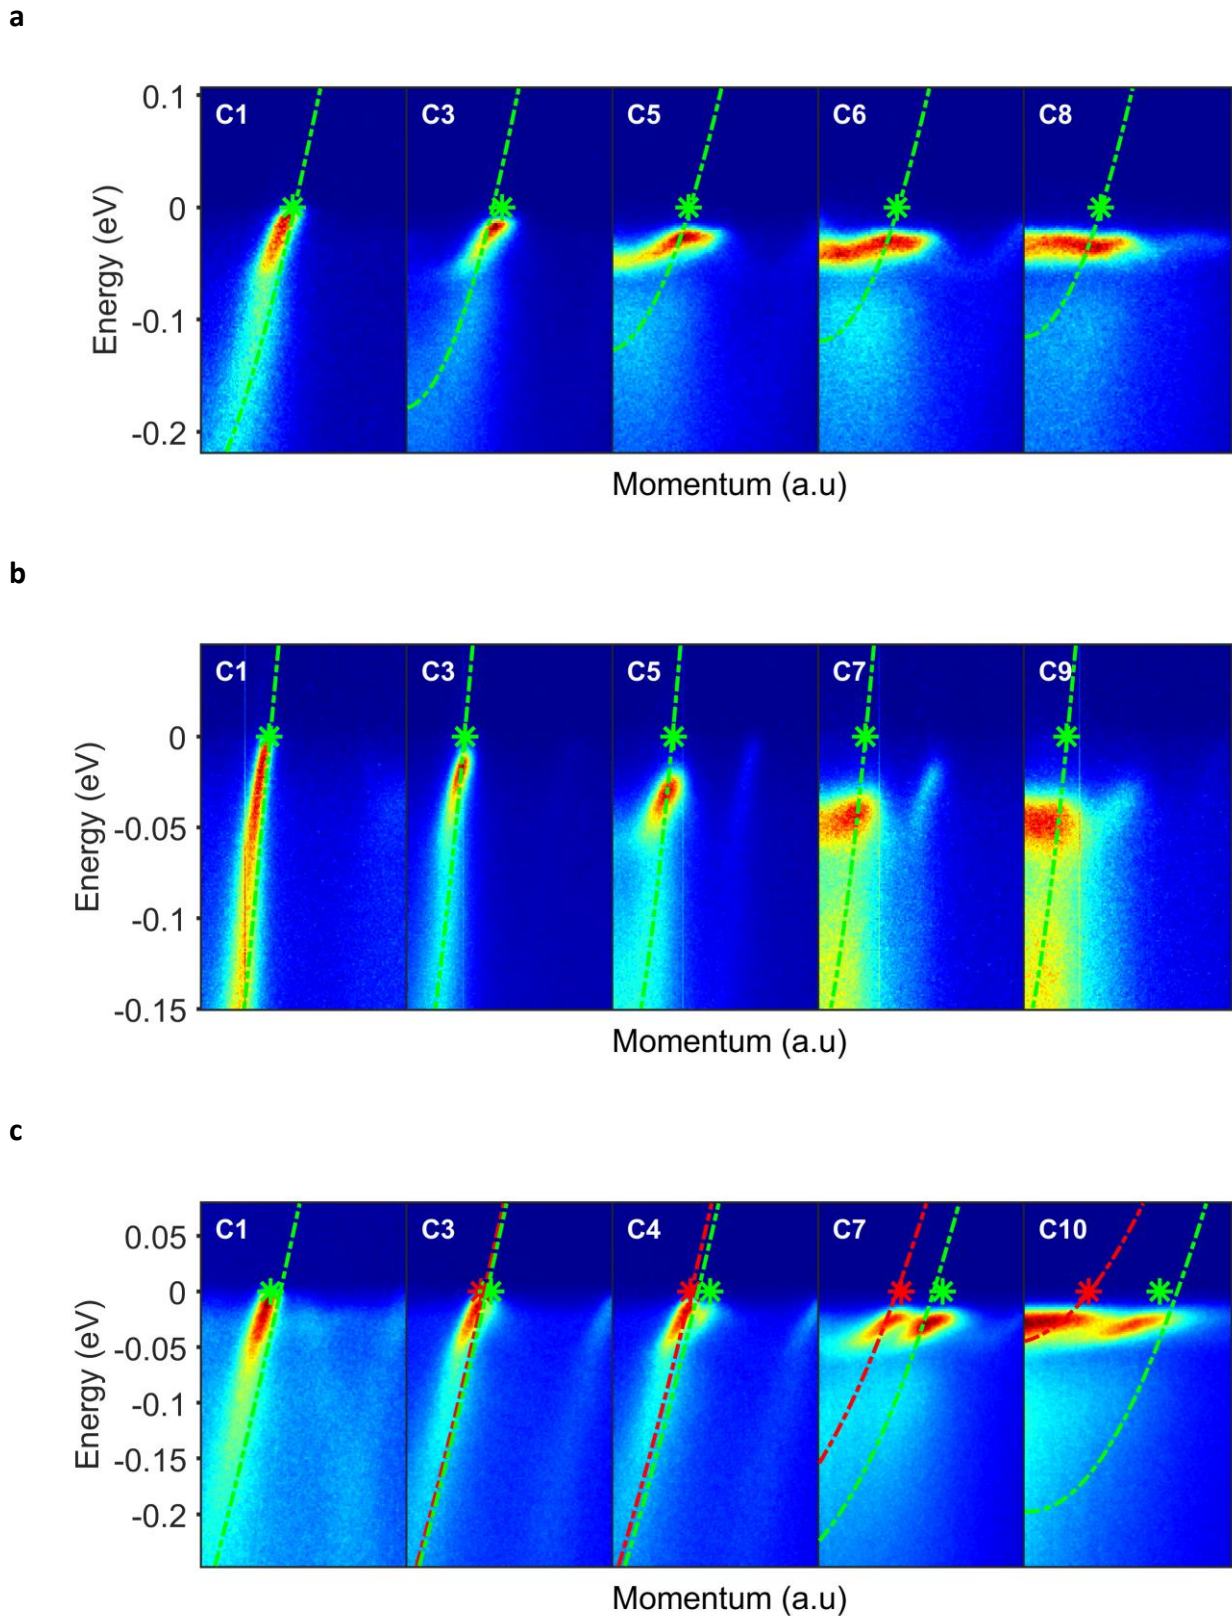 a
C1 C3 C5 C6 C8
0.1
0
-0.1
-0.2
Energy (eV)
Momentum (a.u)
b
C1 C3 C5 C7 C9
0
-0.05
-0.1
-0.15
Energy (eV)
Momentum (a.u)
c
C1 C3 C4 C7 C10
0.05
0
-0.05
-0.1
-0.15
-0.2
Energy (eV)
Momentum (a.u)